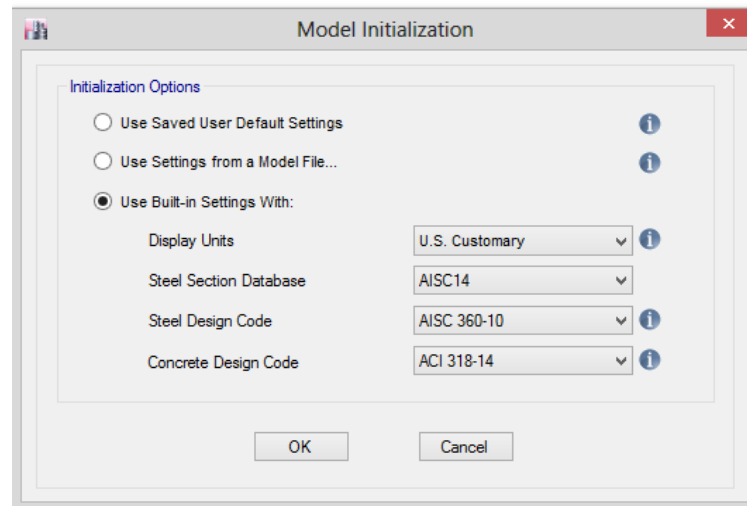 Model Initialization
Initialization Options
Use Saved User Default Settings
Use Settings from a Model File...
Use Built-in Settings With:
Display Units U.S. Customary
Steel Section Database AISC14
Steel Design Code AISC 360-10
Concrete Design Code ACI 318-14
OK Cancel